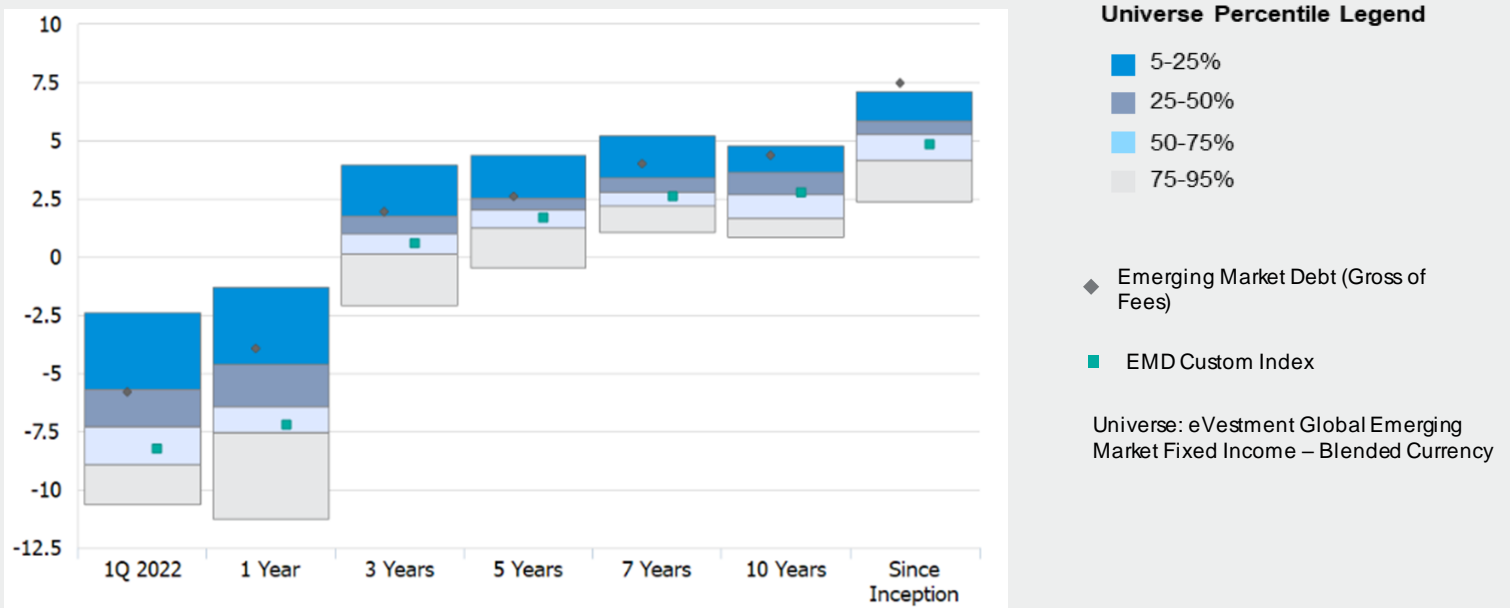 10
7.5
5
2.5
0
-2.5
-5
-7.5
-10
-12.5
1Q 2022
1 Year
3 Years
5 Years
7 Years
10 Years
Since
Inception
Universe Percentile Legend
5-25%
25-50%
50-75%
75-95%
Emerging Market Debt (Gross of
Fees)
EMD Custom Index
Universe: eVestment Global Emerging
Market Fixed Income – Blended Currency